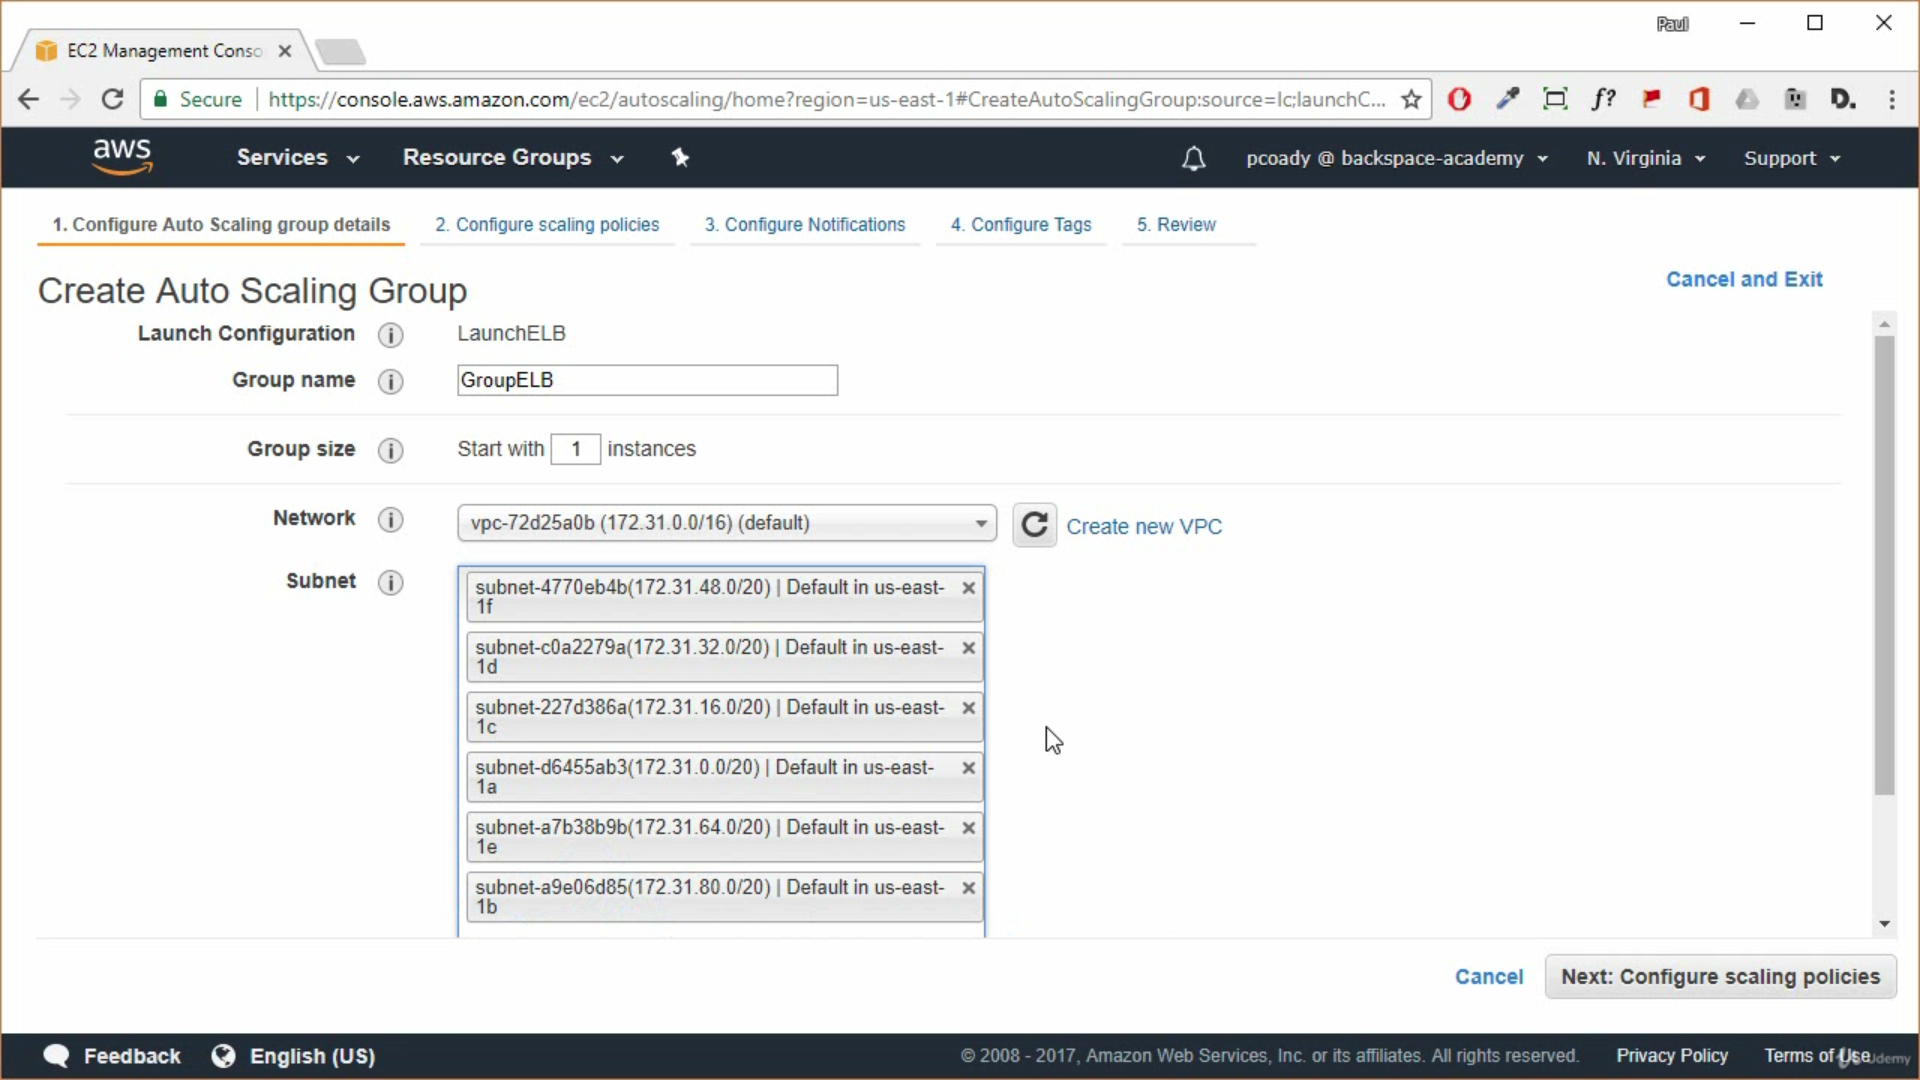 Paul
EC2 Management Conso
Secure
https://console.aws.amazon.com/ec2/autoscaling/home?region=us-east-1#CreateAutoScalingGroup:source=lc;launchC...
f?
D.
aws
Services
Resource Groups
pcoady @ backspace-academy
N. Virginia
Support
1. Configure Auto Scaling group details
2. Configure scaling policies
3. Configure Notifications
4. Configure Tags
5. Review
Create Auto Scaling Group
Cancel and Exit
Launch Configuration
LaunchELB
Group name
GroupELB
Group size
Start with 1 instances
Network
vpc-72d25a0b (172.31.0.0/16) (default)
Create new VPC
Subnet
subnet-4770eb4b(172.31.48.0/20) | Default in us-east-
1f
subnet-c0a2279a(172.31.32.0/20) | Default in us-east-
1d
subnet-227d386a(172.31.16.0/20) | Default in us-east-
1c
subnet-d6455ab3(172.31.0.0/20) | Default in us-east-
1a
subnet-a7b38b9b(172.31.64.0/20) | Default in us-east-
1e
subnet-a9e06d85(172.31.80.0/20) | Default in us-east-
1b
Cancel
Next: Configure scaling policies
Feedback
English (US)
© 2008 - 2017, Amazon Web Services, Inc. or its affiliates. All rights reserved.
Privacy Policy
Terms of Use
Udemy